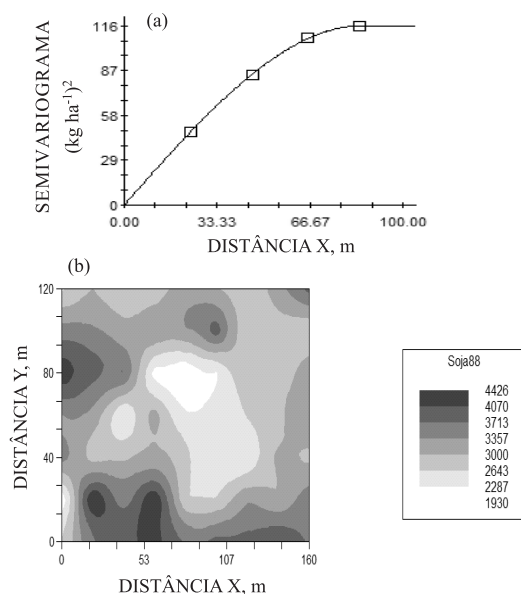 (a)
SEMIVARIOGRAMA
(kg ha⁻¹)²
116
87
58
29
0
0.00 33.33 66.67 100.00
DISTÂNCIA X, m
(b)
DISTÂNCIA Y, m
120
80
40
0
0 53 107 160
DISTÂNCIA X, m
Soja88
4426
4070
3713
3357
3000
2643
2287
1930